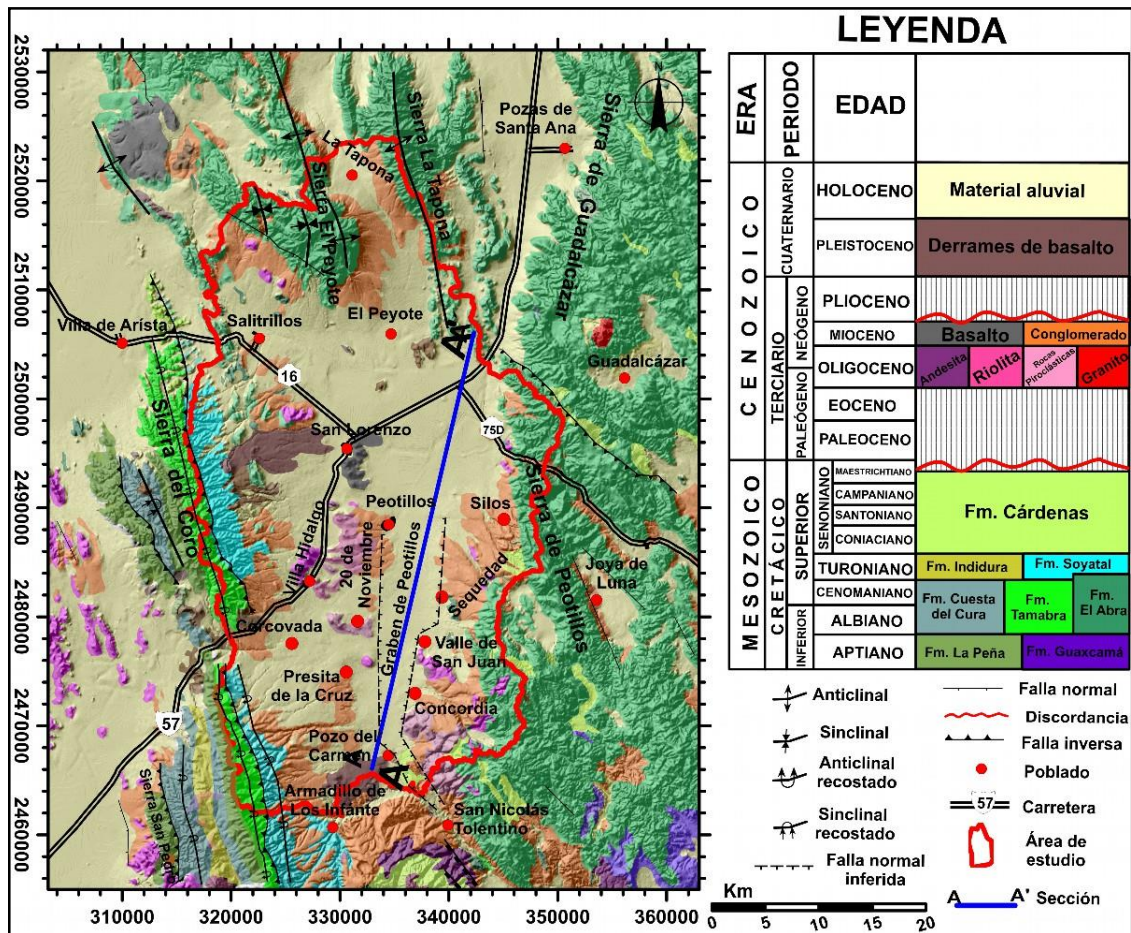 LEYENDA
ERA
PERIODO
EDAD
CENOZOICO
CUATERNARIO
HOLOCENO
Material aluvial
PLEISTOCENO
Derrames de basalto
TERCIARIO
NEÓGENO
PLIOCENO
MIOCENO
Basalto
Conglomerado
OLIGOCENO
Andesita
Riolita
Rocas
Piroclásticas
Granito
PALEÓGENO
EOCENO
PALEOCENO
MESOZOICO
CRETÁCICO
SUPERIOR
SENONIANO
MAESTRICHTIANO
CAMPANIANO
SANTONIANO
CONIACIANO
Fm. Cárdenas
TURONIANO
Fm. Indidura
Fm. Soyatal
CENOMANIANO
Fm. Cuesta
del Cura
Fm.
Tamabra
Fm.
El Abra
INFERIOR
ALBIANO
APTIANO
Fm. La Peña
Fm. Guaxcamá
Anticlinal
Sinclinal
Anticlinal
recostado
Sinclinal
recostado
Falla normal
inferida
Falla normal
Discordancia
Falla inversa
Poblado
57
Carretera
Área de
estudio
A A' Sección
Km
0 5 10 15 20
2530000
2520000
2510000
2500000
2490000
2480000
2470000
2460000
310000 320000 330000 340000 350000 360000
N
Pozas de
Santa Ana
La Tapona
Sierra La Tapona
Sierra de Guadalcázar
Sierra El Peyote
Villa de Arista
Salitrillos
El Peyote
A'
Guadalcázar
16
75D
San Lorenzo
Sierra del Coro
Peotillos
Silos
Sierra de Peotillos
Villa Hidalgo
20 de
Noviembre
Graben de Peotillos
Sequedad
Joya de
Luna
Corcovada
Valle de
San Juan
Presita
de la Cruz
Concordia
57
Pozo del
Carmen
A
A
Armadillo de
Los Infante
San Nicolás
Tolentino
Sierra San Pedro